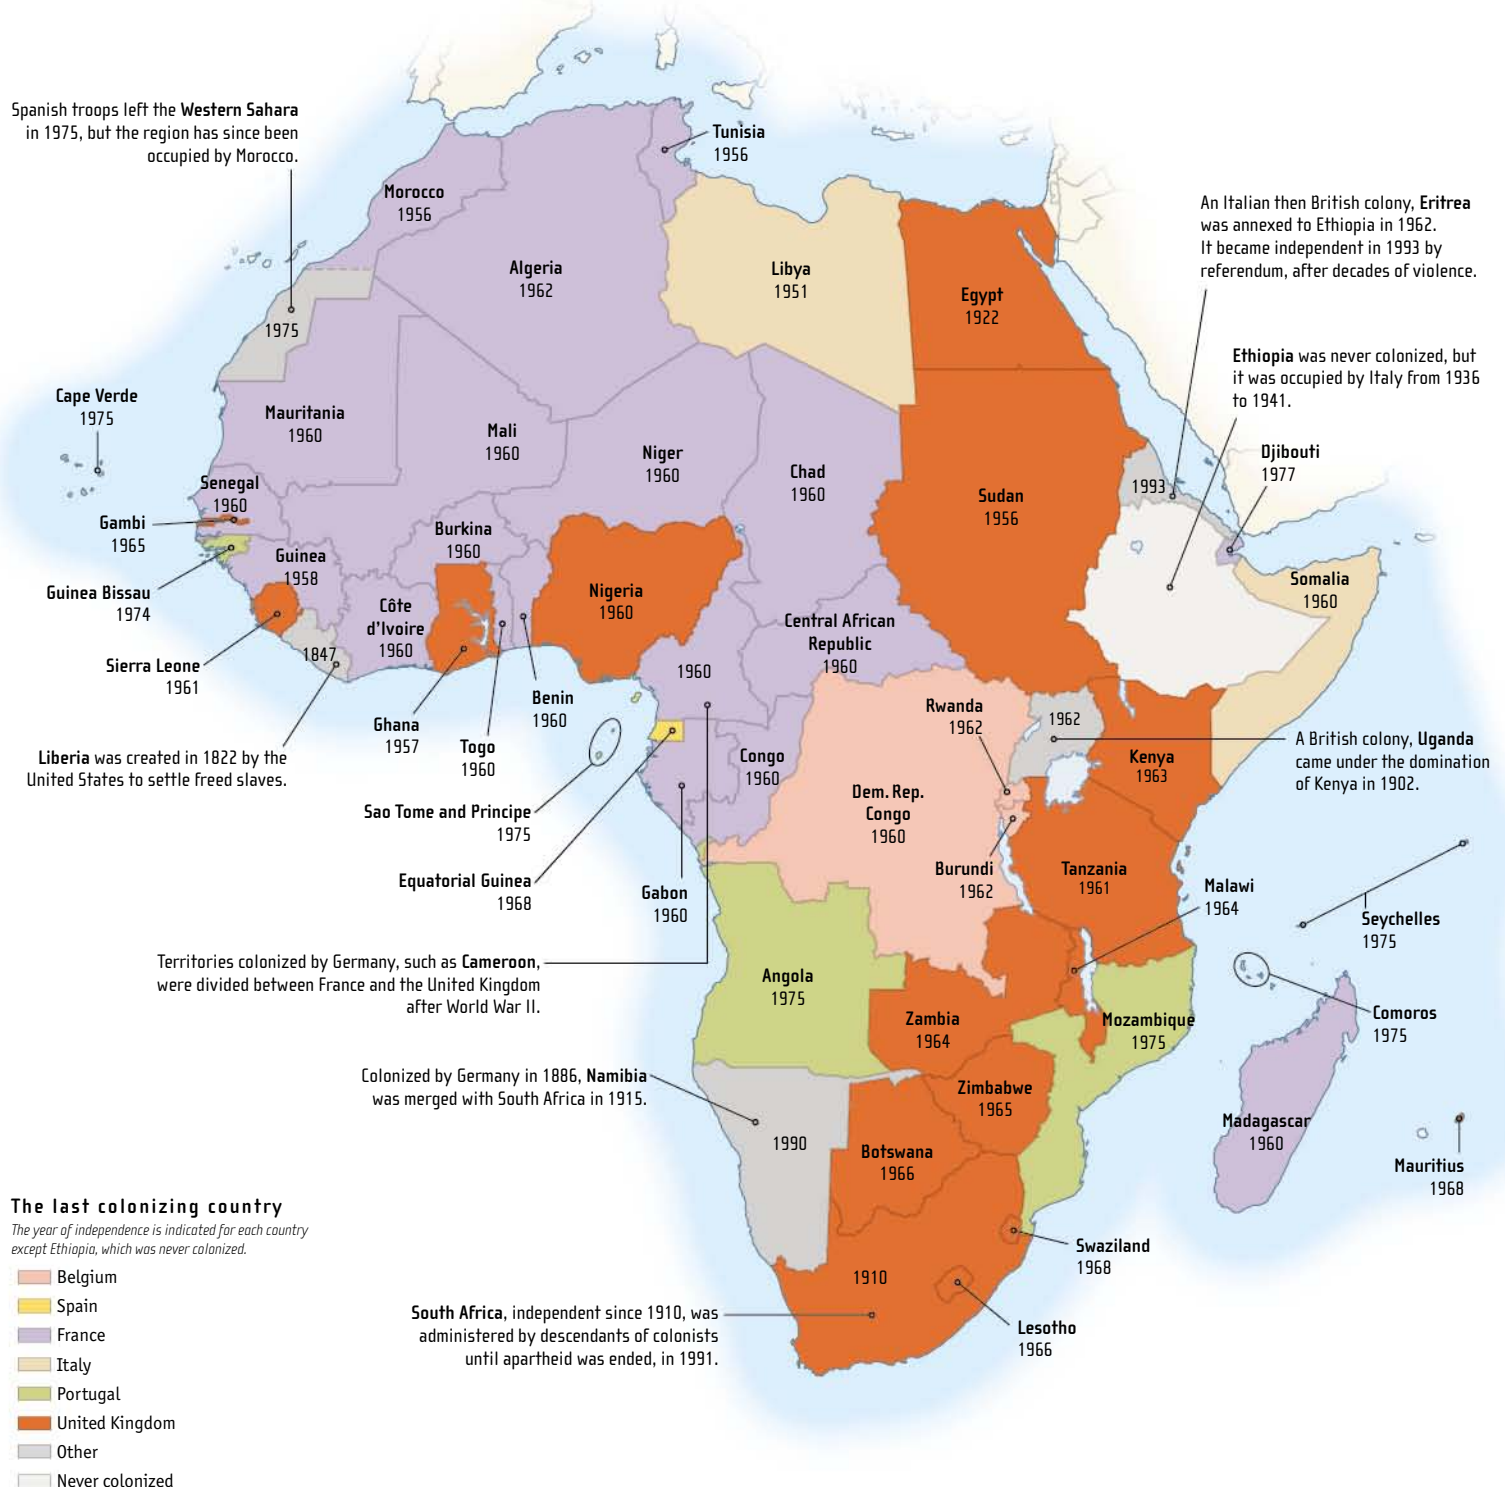 Spanish troops left the Western Sahara
in 1975, but the region has since been
occupied by Morocco.
Tunisia
1956
Morocco
1956
An Italian then British colony, Eritrea
was annexed to Ethiopia in 1962.
It became independent in 1993 by
referendum, after decades of violence.
Algeria
1962
Libya
1951
Egypt
1922
1975
Ethiopia was never colonized, but
it was occupied by Italy from 1936
to 1941.
Cape Verde
1975
Mauritania
1960
Mali
1960
Niger
1960
Chad
1960
Sudan
1956
Djibouti
1977
1993
Senegal
1960
Gambi
1965
Burkina
1960
Guinea
1958
Guinea Bissau
1974
Nigeria
1960
Somalia
1960
Côte
d'Ivoire
1960
Central African
Republic
1960
Sierra Leone
1961
1847
1960
Benin
1960
Ghana
1957
Togo
1960
Rwanda
1962
1962
Liberia was created in 1822 by the
United States to settle freed slaves.
Congo
1960
Kenya
1963
A British colony, Uganda
came under the domination
of Kenya in 1902.
Dem. Rep.
Congo
1960
Sao Tome and Principe
1975
Equatorial Guinea
1968
Gabon
1960
Burundi
1962
Tanzania
1961
Malawi
1964
Seychelles
1975
Territories colonized by Germany, such as Cameroon,
were divided between France and the United Kingdom
after World War II.
Angola
1975
Zambia
1964
Mozambique
1975
Comoros
1975
Colonized by Germany in 1886, Namibia
was merged with South Africa in 1915.
Zimbabwe
1965
1990
Botswana
1966
Madagascar
1960
Mauritius
1968
Swaziland
1968
1910
South Africa, independent since 1910, was
administered by descendants of colonists
until apartheid was ended, in 1991.
Lesotho
1966
The last colonizing country
The year of independence is indicated for each country
except Ethiopia, which was never colonized.
Belgium
Spain
France
Italy
Portugal
United Kingdom
Other
Never colonized